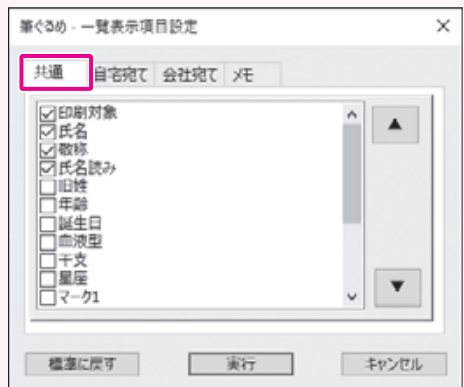 筆ぐるめ - 一覧表示項目設定
共通 自宅宛て 会社宛て メモ
印刷対象
氏名
敬称
氏名読み
旧姓
年齢
誕生日
血液型
干支
星座
マーク1
標準に戻す 実行 キャンセル